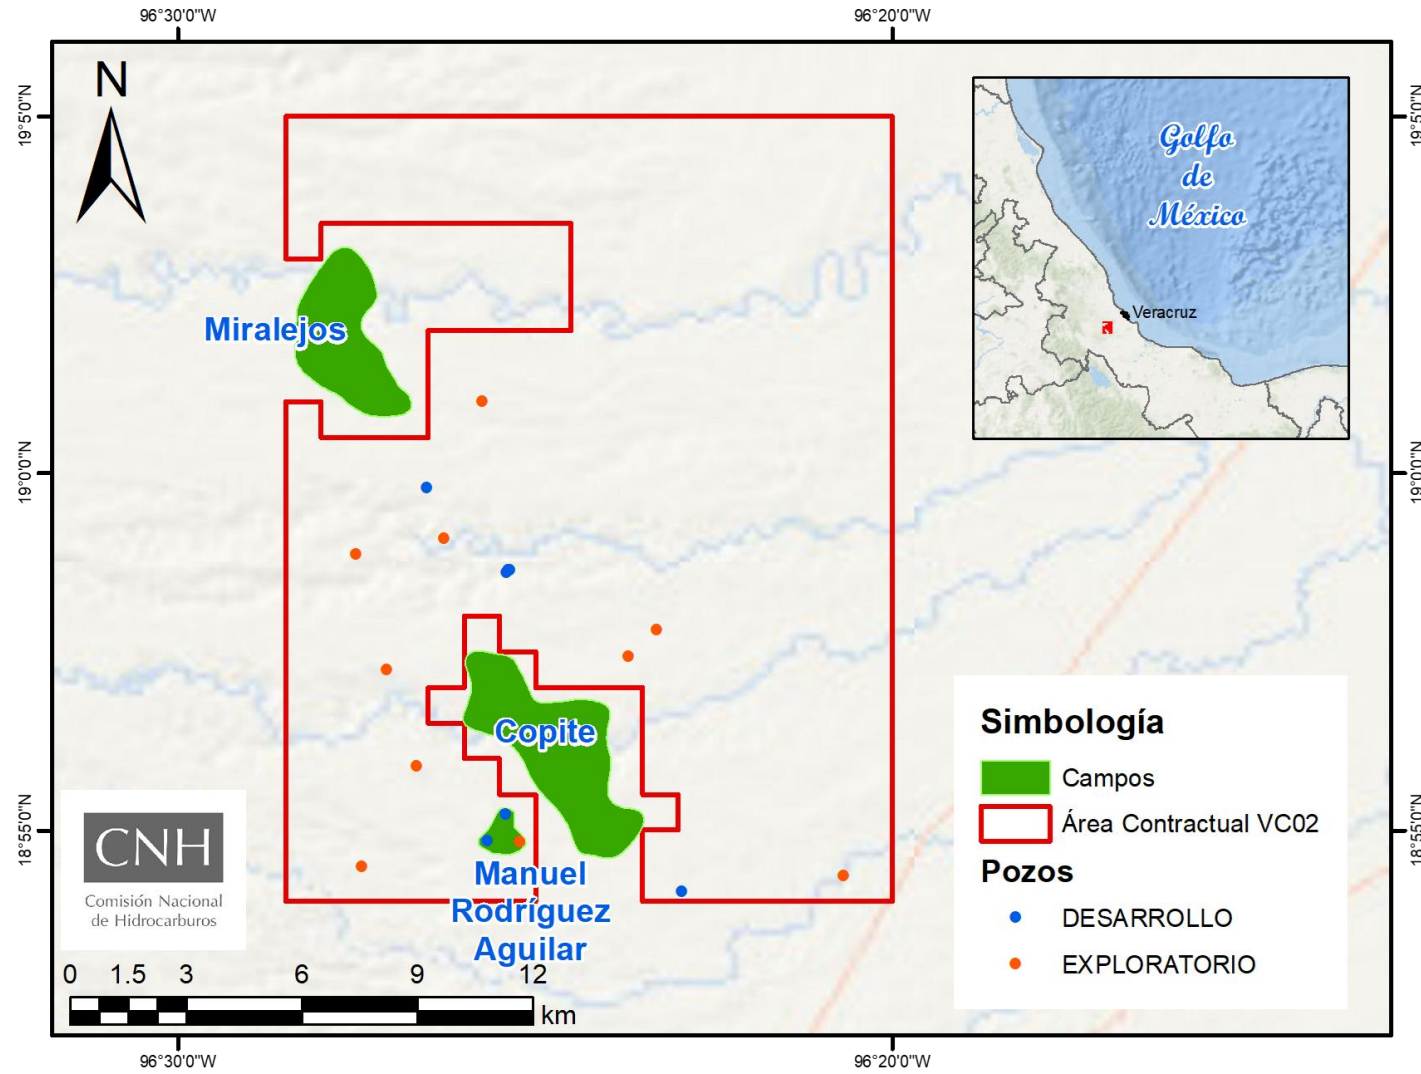 96°30'0"W
96°20'0"W
N
19°5'0"N
19°5'0"N
Golfo
de
México
Veracruz
Miralejos
19°0'0"N
19°0'0"N
Copite
Simbología
Campos
Área Contractual VC02
Pozos
DESARROLLO
EXPLORATORIO
18°55'0"N
18°55'0"N
CNH
Comisión Nacional
de Hidrocarburos
Manuel
Rodríguez
Aguilar
0 1.5 3 6 9 12
km
96°30'0"W
96°20'0"W